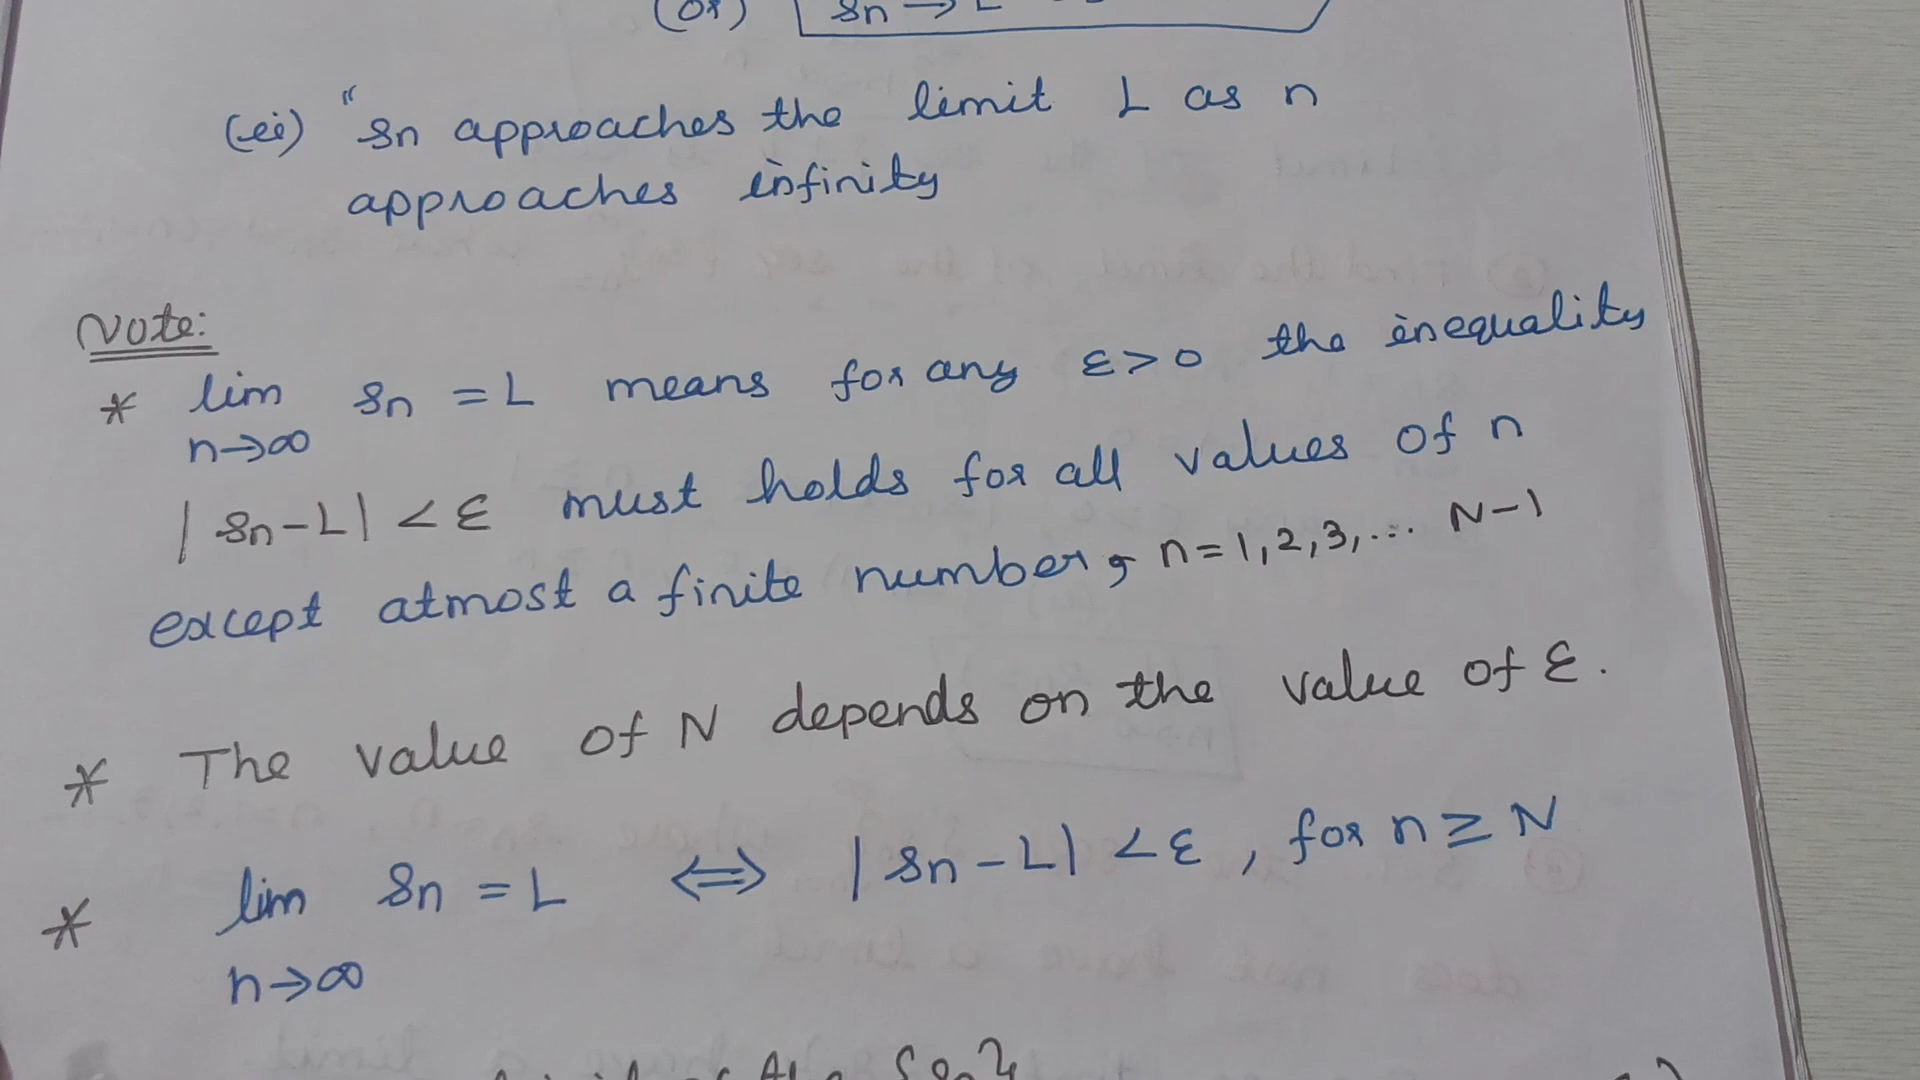 (or) Sn → L
(ii) "Sn approaches the limit L as n
approaches infinity
Note:
* lim Sn = L means for any ε>0 the inequality
n→∞
|Sn-L| < ε must holds for all values of n
except atmost a finite number, n=1,2,3,... N-1
* The value of N depends on the value of ε.
* lim Sn = L ⟺ |Sn-L| <ε, for n ≥ N
n→∞